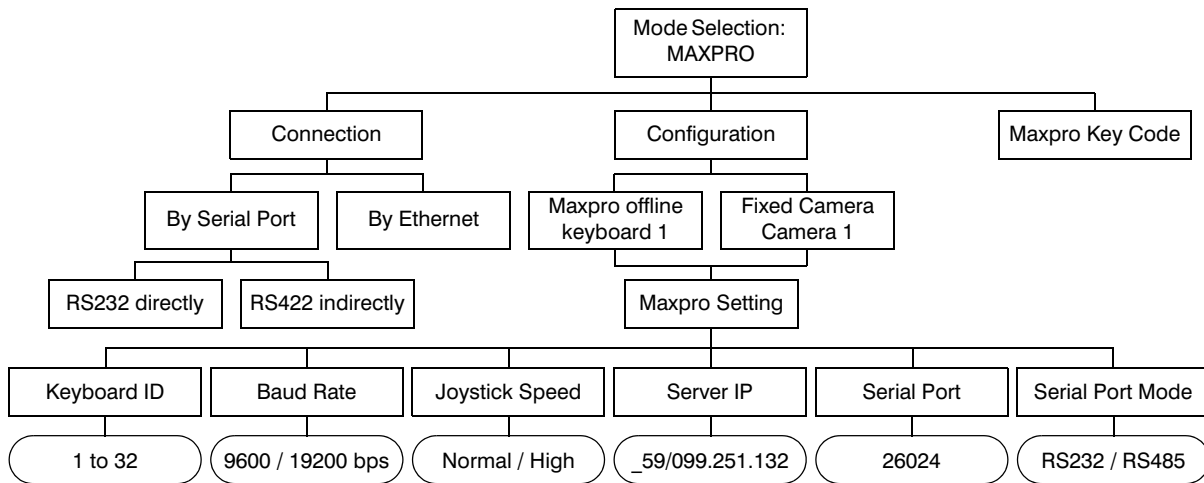 Mode Selection:
MAXPRO
Connection
Configuration
Maxpro Key Code
By Serial Port
By Ethernet
Maxpro offline
keyboard 1
Fixed Camera
Camera 1
RS232 directly
RS422 indirectly
Maxpro Setting
Keyboard ID
Baud Rate
Joystick Speed
Server IP
Serial Port
Serial Port Mode
1 to 32
9600 / 19200 bps
Normal / High
_59/099.251.132
26024
RS232 / RS485